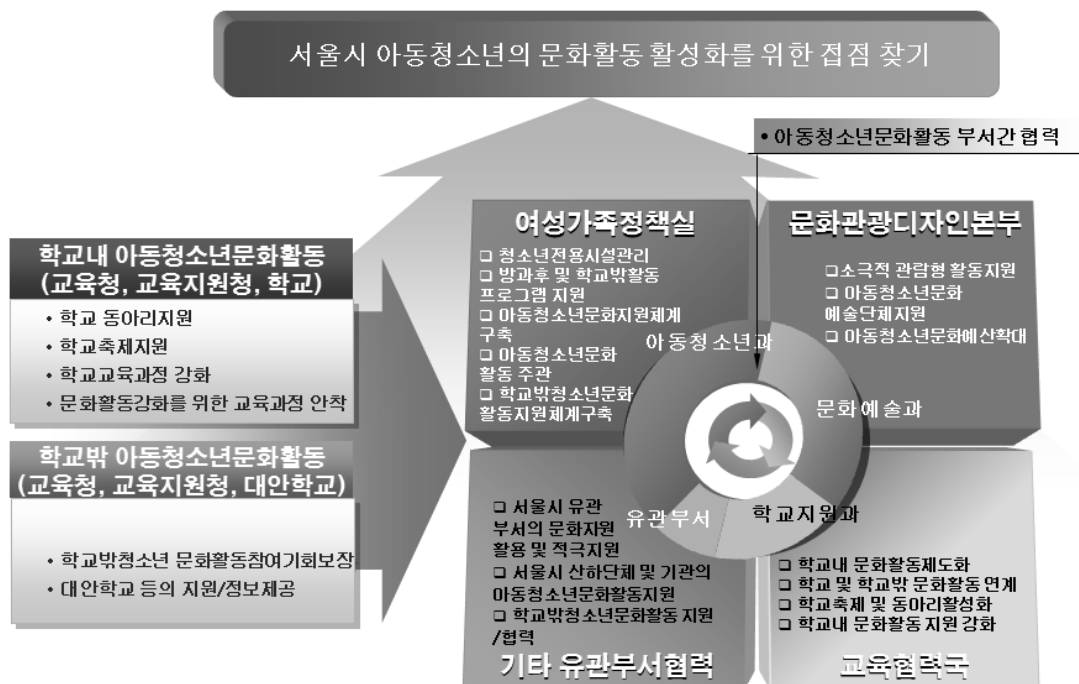 서울시 아동청소년의 문화활동 활성화를 위한 접점 찾기
• 아동청소년문화활동 부서간 협력
학교내 아동청소년문화활동
(교육청, 교육지원청, 학교)
• 학교 동아리지원
• 학교축제지원
• 학교교육과정 강화
• 문화활동강화를 위한 교육과정 안착
학교밖 아동청소년문화활동
(교육청, 교육지원청, 대안학교)
• 학교밖청소년 문화활동참여기회보장
• 대안학교 등의 지원/정보제공
여성가족정책실
□ 청소년전용시설관리
□ 방과후 및 학교밖활동
프로그램 지원
□ 아동청소년문화지원체계
구축
□ 아동청소년문화
활동 주관
□ 학교밖청소년문화
활동지원체계구축
아동청소년과
문화관광디자인본부
□소극적 관람형 활동지원
□ 아동청소년문화
예술단체지원
□ 아동청소년문화예산확대
문화예술과
유관부서
학교지원과
□ 서울시 유관
부서의 문화자원
활용 및 적극지원
□ 서울시 산하단체 및 기관의
아동청소년문화활동지원
□ 학교밖청소년문화활동 지원
/협력
기타 유관부서협력
□ 학교내 문화활동제도화
□ 학교 및 학교밖 문화활동 연계
□ 학교축제 및 동아리활성화
□ 학교내 문화활동 지원 강화
교육협력국